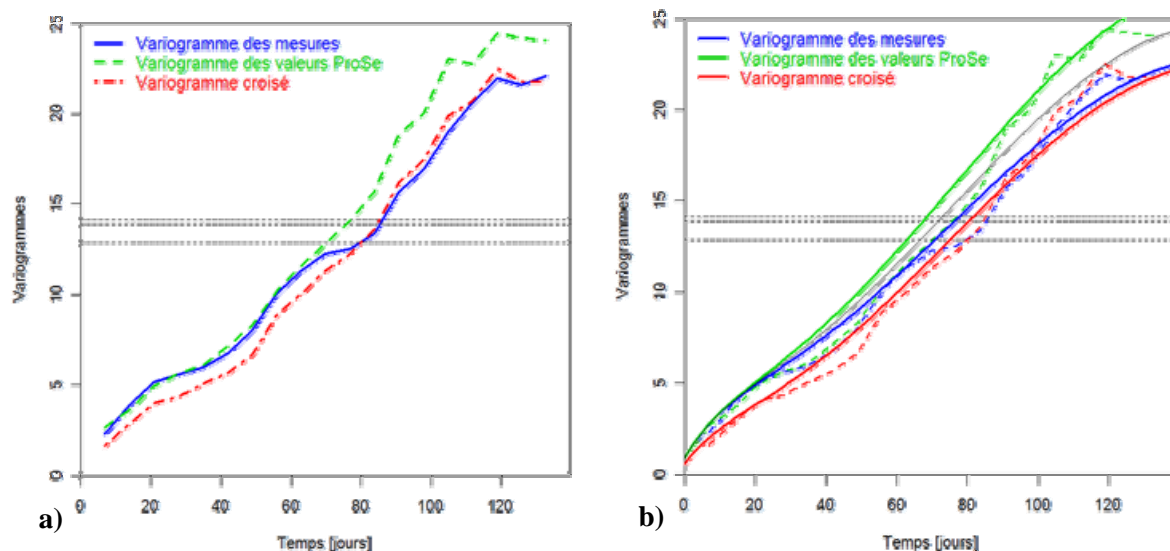 Variogramme des mesures
Variogramme des valeurs ProSe
Variogramme croisé
25
20
15
10
5
0
Variogrammes
0 20 40 60 80 100 120
Temps [jours]
a)
Variogramme des mesures
Variogramme des valeurs ProSe
Variogramme croisé
25
20
15
10
5
0
Variogrammes
0 20 40 60 80 100 120
Temps [jours]
b)